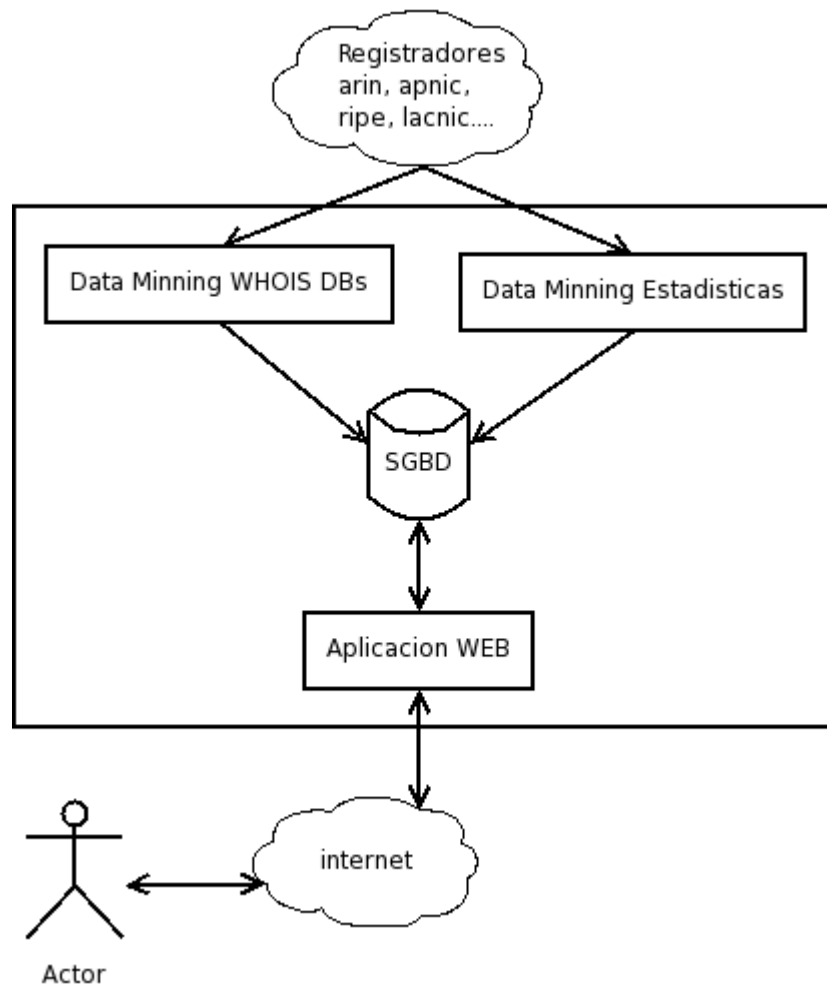 Registradores
arin, apnic,
ripe, lacnic....
Data Minning WHOIS DBs
Data Minning Estadisticas
SGBD
Aplicacion WEB
internet
Actor